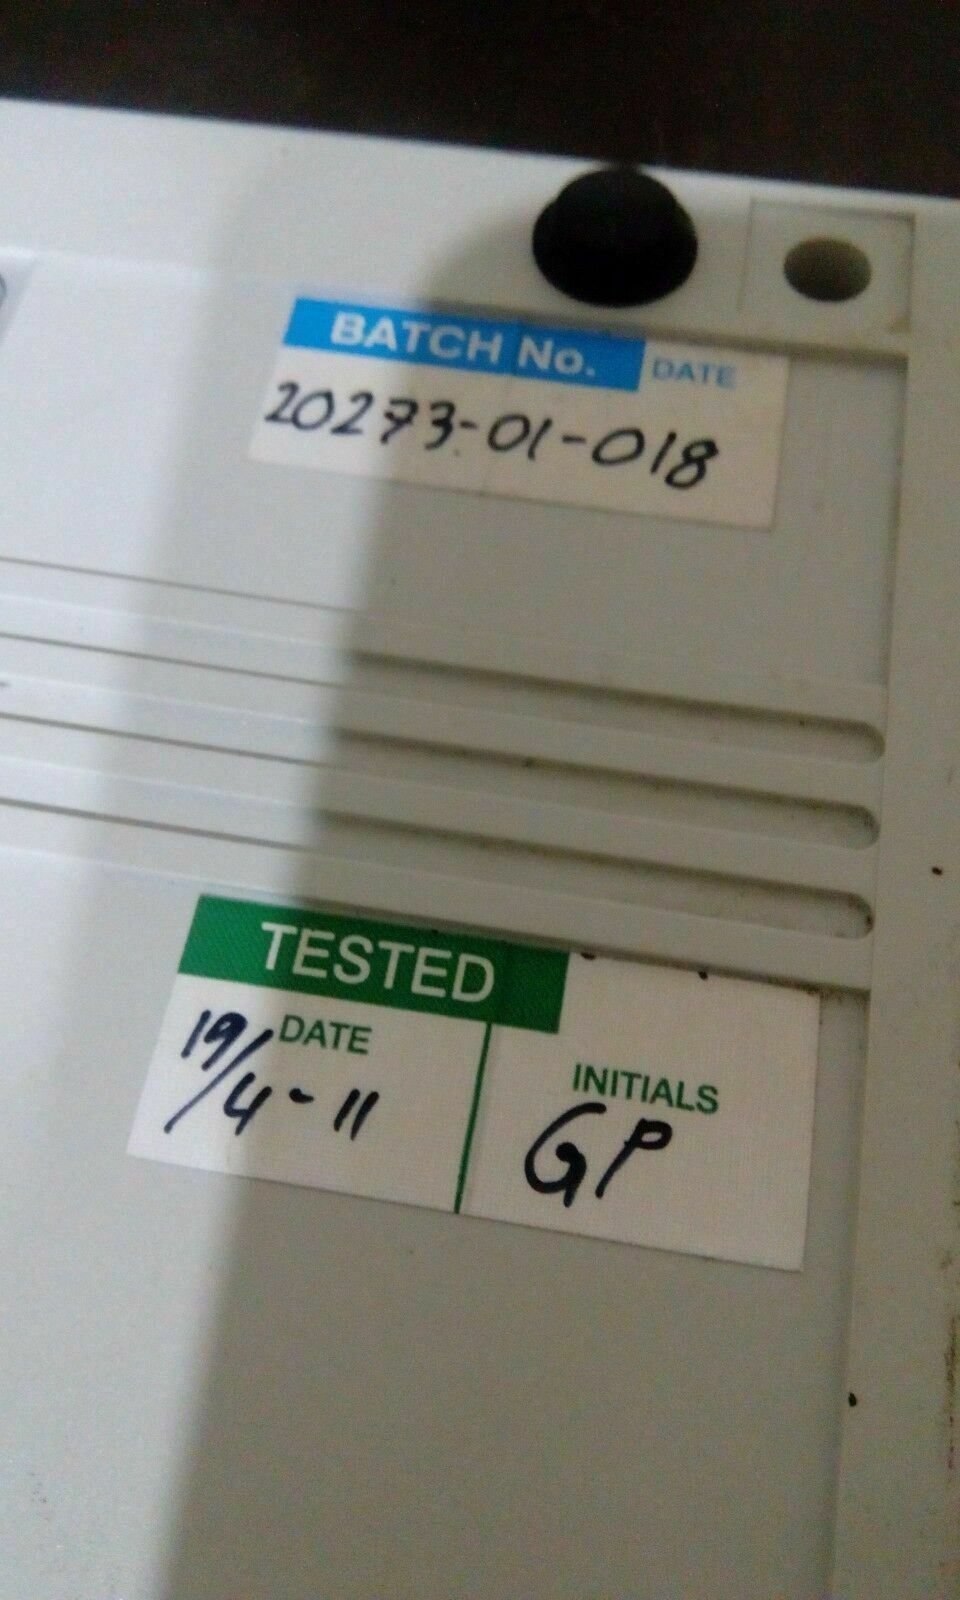 BATCH No. DATE
20273-01-018
TESTED
DATE
19/4-11
INITIALS
GP